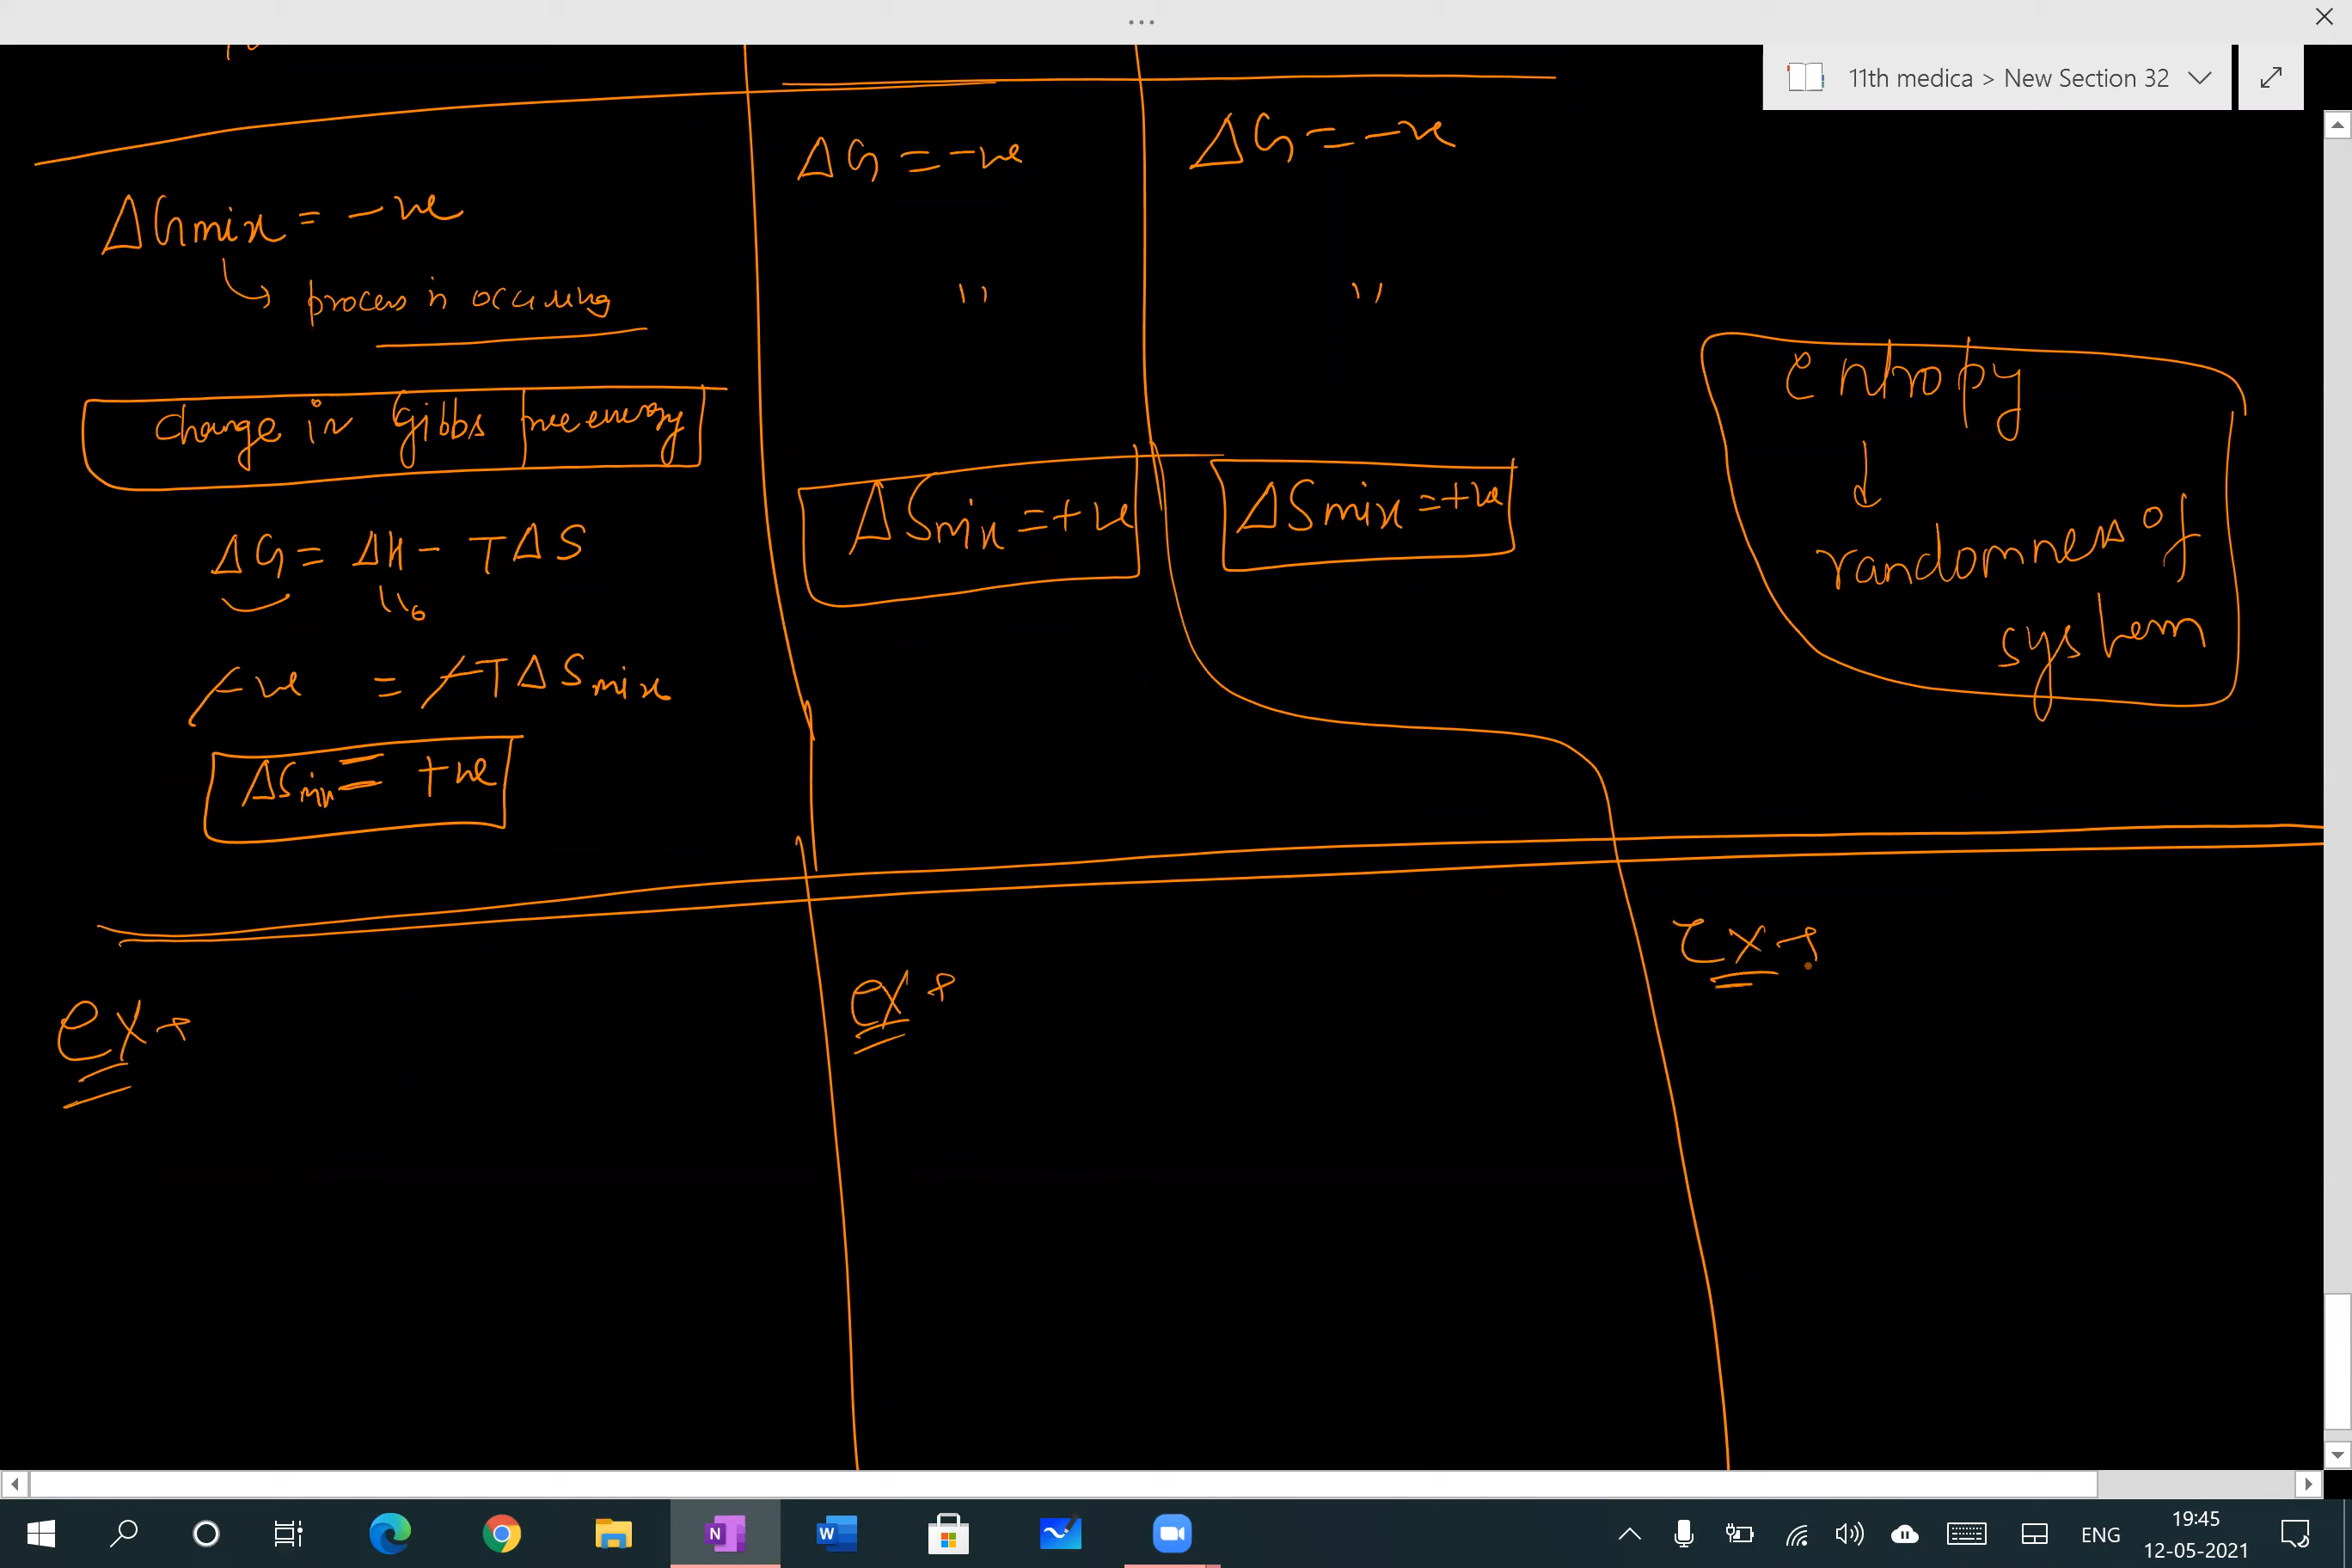 11th medica > New Section 32
ΔGmix = -ve
process is occuring
change in Gibbs free energy
ΔG = ΔH - TΔS
"0
-ve = -TΔSmix
ΔSmix = +ve
ΔG = -ve
"
ΔSmix = +ve
ΔG = -ve
"
ΔSmix = +ve
entropy
↓
randomness of
system
ex
ex
ex
ENG
19:45
12-05-2021